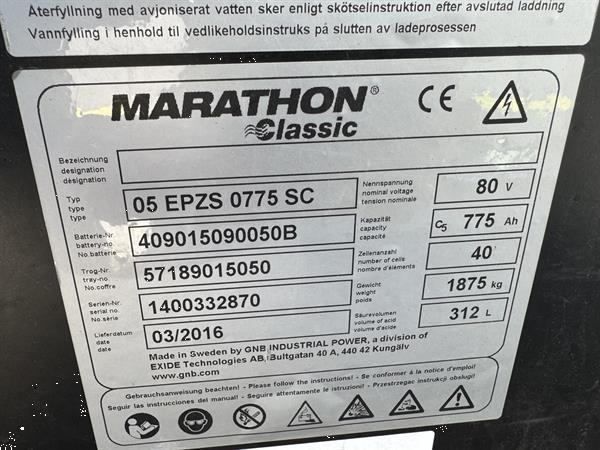 Återfyllning med avjoniserat vatten sker enligt skötselinstruktion efter avslutad laddning
Vannfylling i henhold til vedlikeholdsinstruks på slutten av ladeprosessen
MARATHON®
Classic
CE
Bezeichnung
designation
désignation
Typ
type
type
05 EPZS 0775 SC
Nennspannung
nominal voltage
tension nominale
80 V
Batterie-Nr.
battery-no.
No.batterie
409015090050B
Kapazität
capacity
capacité
C5 775 Ah
Trog-Nr.
tray-no.
No.coffre
57189015050
Zellenanzahl
number of cells
nombre d'éléments
40
Serien-Nr.
serial no.
No.série
1400332870
Gewicht
weight
poids
1875 kg
Lieferdatum
date
date
03/2016
Säurevolumen
volume of acid
volume d'acide
312 L
Made in Sweden by GNB INDUSTRIAL POWER, a division of
EXIDE Technologies AB, Bultgatan 40 A, 440 42 Kungälv
www.gnb.com
Gebrauchsanweisung beachten! - Please follow the instructions! - Se conformer à la notice d'emploi!
Seguir las instrucciones del manual! - Seguire attentamente le istruzioni! - Przestrzegac instrukcji obslugi!